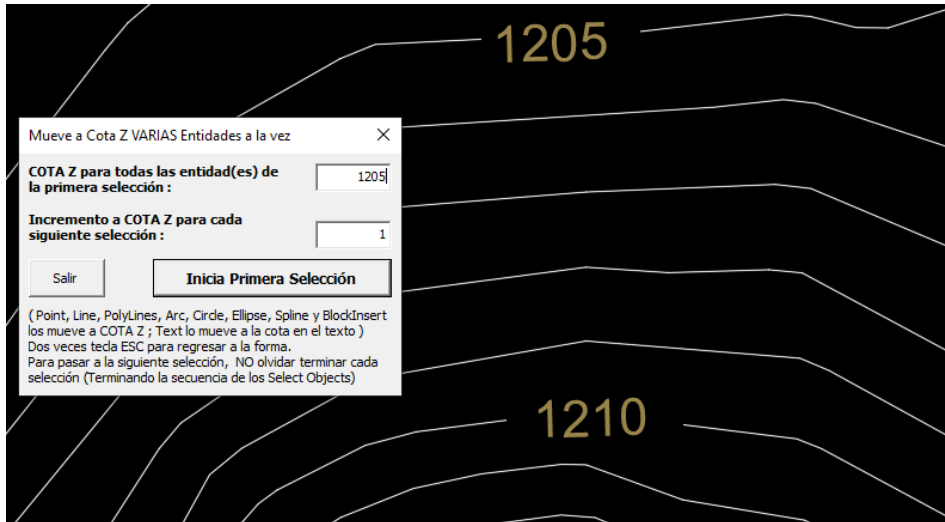 1205
Mueve a Cota Z VARIAS Entidades a la vez
COTA Z para todas las entidad(es) de
la primera selección :
1205
Incremento a COTA Z para cada
siguiente selección :
1
Salir
Inicia Primera Selección
( Point, Line, PolyLines, Arc, Circle, Ellipse, Spline y BlockInsert
los mueve a COTA Z ; Text lo mueve a la cota en el texto )
Dos veces tecla ESC para regresar a la forma.
Para pasar a la siguiente selección, NO olvidar terminar cada
selección (Terminando la secuencia de los Select Objects)
1210